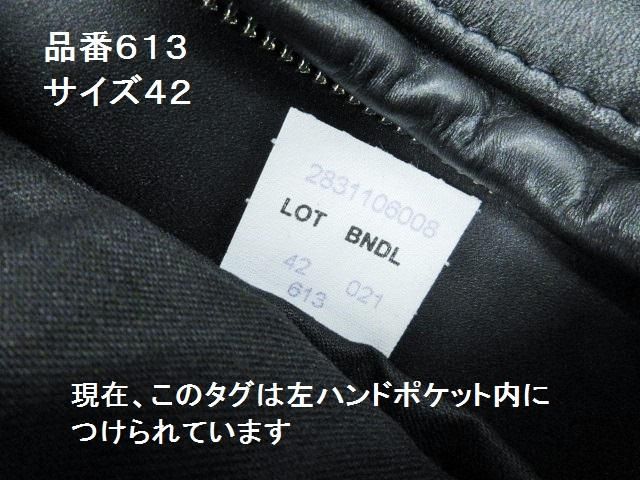 品番613
サイズ42
2831106008
LOT BNDL
42 021
613
現在、このタグは左ハンドポケット内に
つけられています